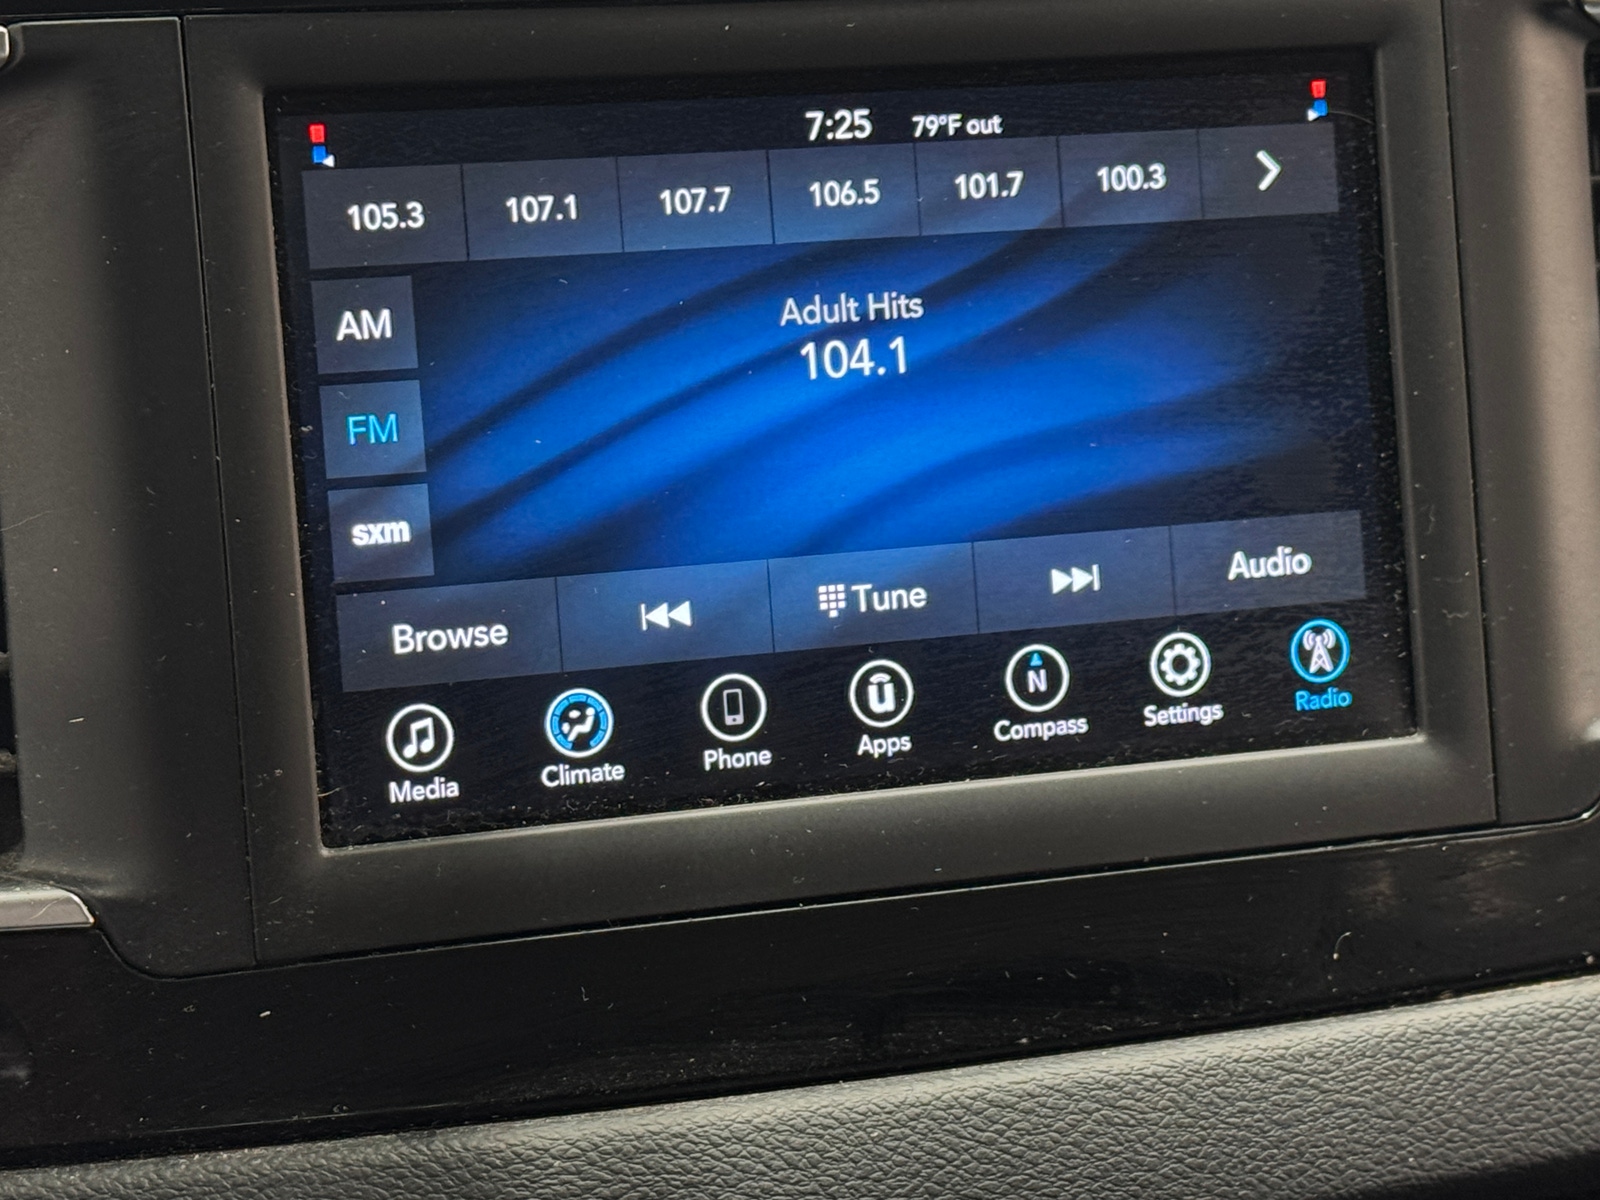 7:25 79°F out
105.3 107.1 107.7 106.5 101.7 100.3
AM
Adult Hits
104.1
FM
sxm
Browse Tune Audio
Media Climate Phone Apps Compass Settings Radio
N
u